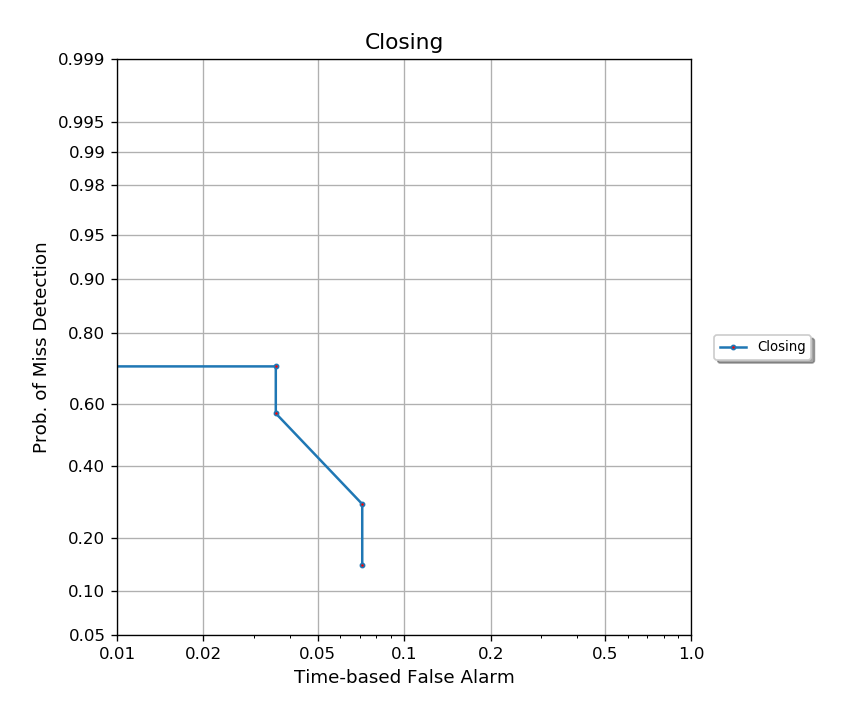 Closing
0.999
0.995
0.99
0.98
0.95
0.90
0.80
0.60
0.40
0.20
0.10
0.05
Prob. of Miss Detection
0.01 0.02 0.05 0.1 0.2 0.5 1.0
Time-based False Alarm
Closing